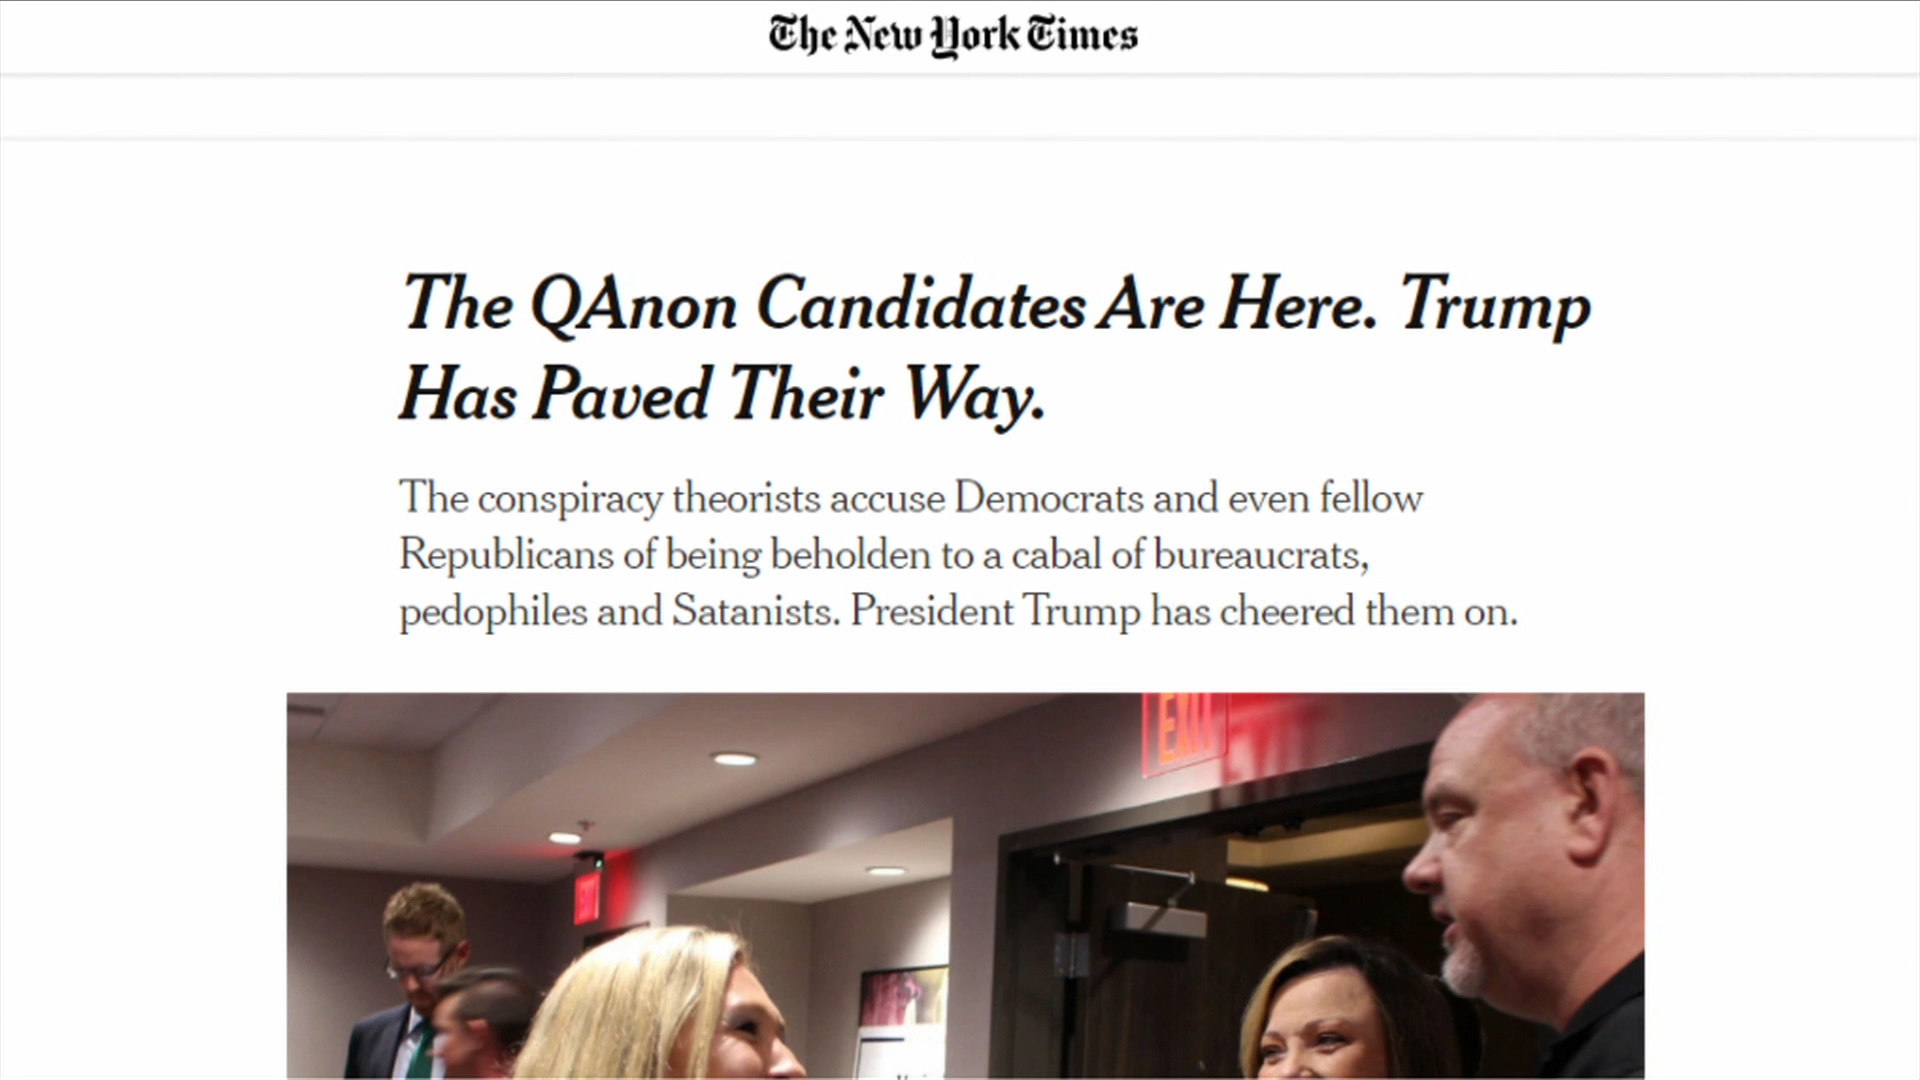 The New York Times
The QAnon Candidates Are Here. Trump
Has Paved Their Way.
The conspiracy theorists accuse Democrats and even fellow
Republicans of being beholden to a cabal of bureaucrats,
pedophiles and Satanists. President Trump has cheered them on.
EXIT
EXIT